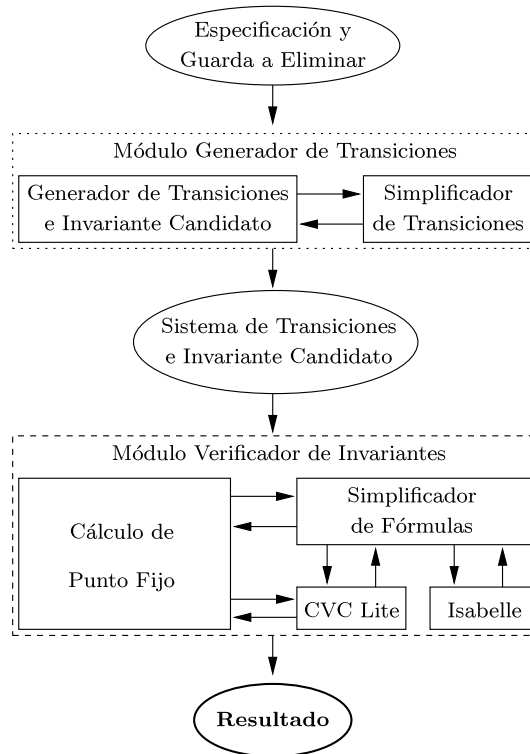 Especificación y
Guarda a Eliminar
Módulo Generador de Transiciones
Generador de Transiciones
e Invariante Candidato
Simplificador
de Transiciones
Sistema de Transiciones
e Invariante Candidato
Módulo Verificador de Invariantes
Cálculo de
Punto Fijo
Simplificador
de Fórmulas
CVC Lite
Isabelle
Resultado